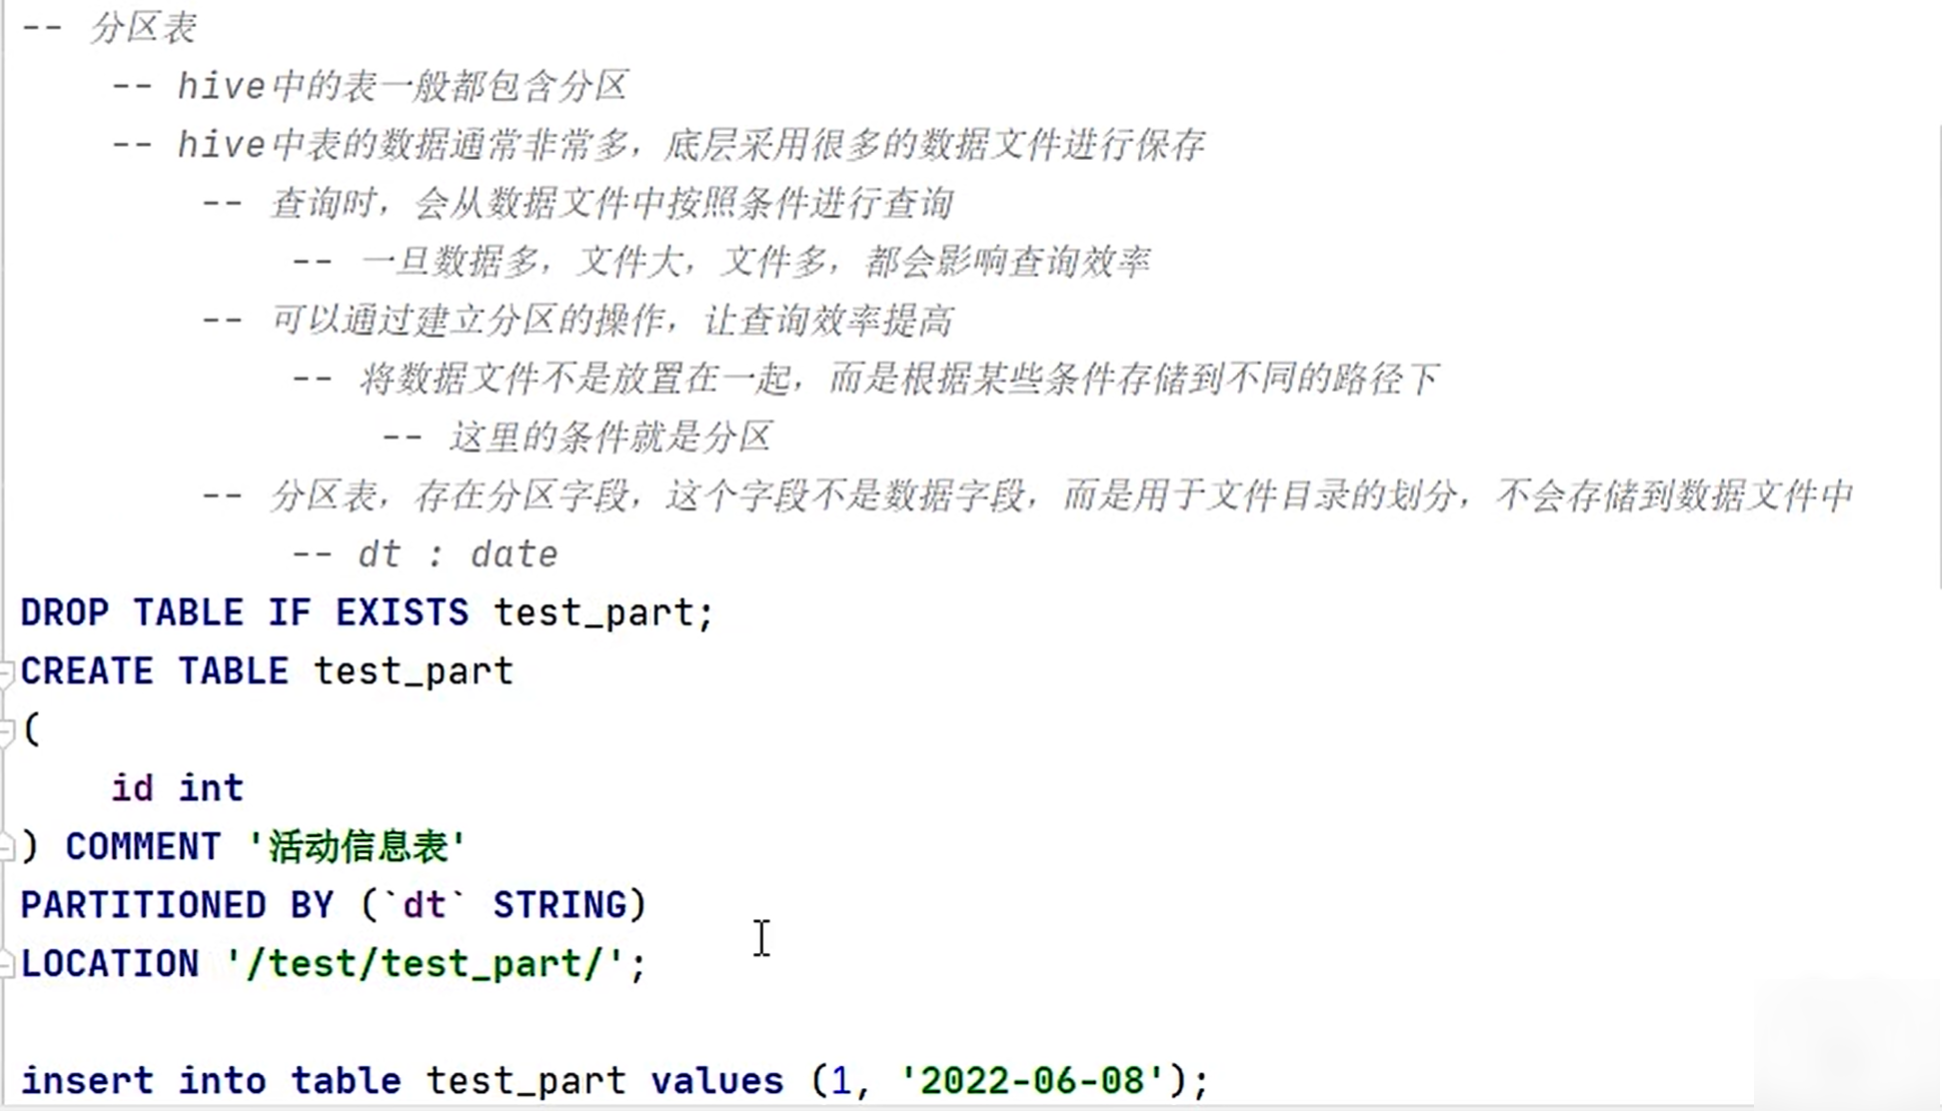 -- 分区表
-- hive中的表一般都包含分区
-- hive中表的数据通常非常多，底层采用很多的数据文件进行保存
-- 查询时，会从数据文件中按照条件进行查询
-- 一旦数据多，文件大，文件多，都会影响查询效率
-- 可以通过建立分区的操作，让查询效率提高
-- 将数据文件不是放置在一起，而是根据某些条件存储到不同的路径下
-- 这里的条件就是分区
-- 分区表，存在分区字段，这个字段不是数据字段，而是用于文件目录的划分，不会存储到数据文件中
-- dt : date
DROP TABLE IF EXISTS test_part;
CREATE TABLE test_part
(
id int
) COMMENT '活动信息表'
PARTITIONED BY (`dt` STRING)
LOCATION '/test/test_part/';
insert into table test_part values (1, '2022-06-08');